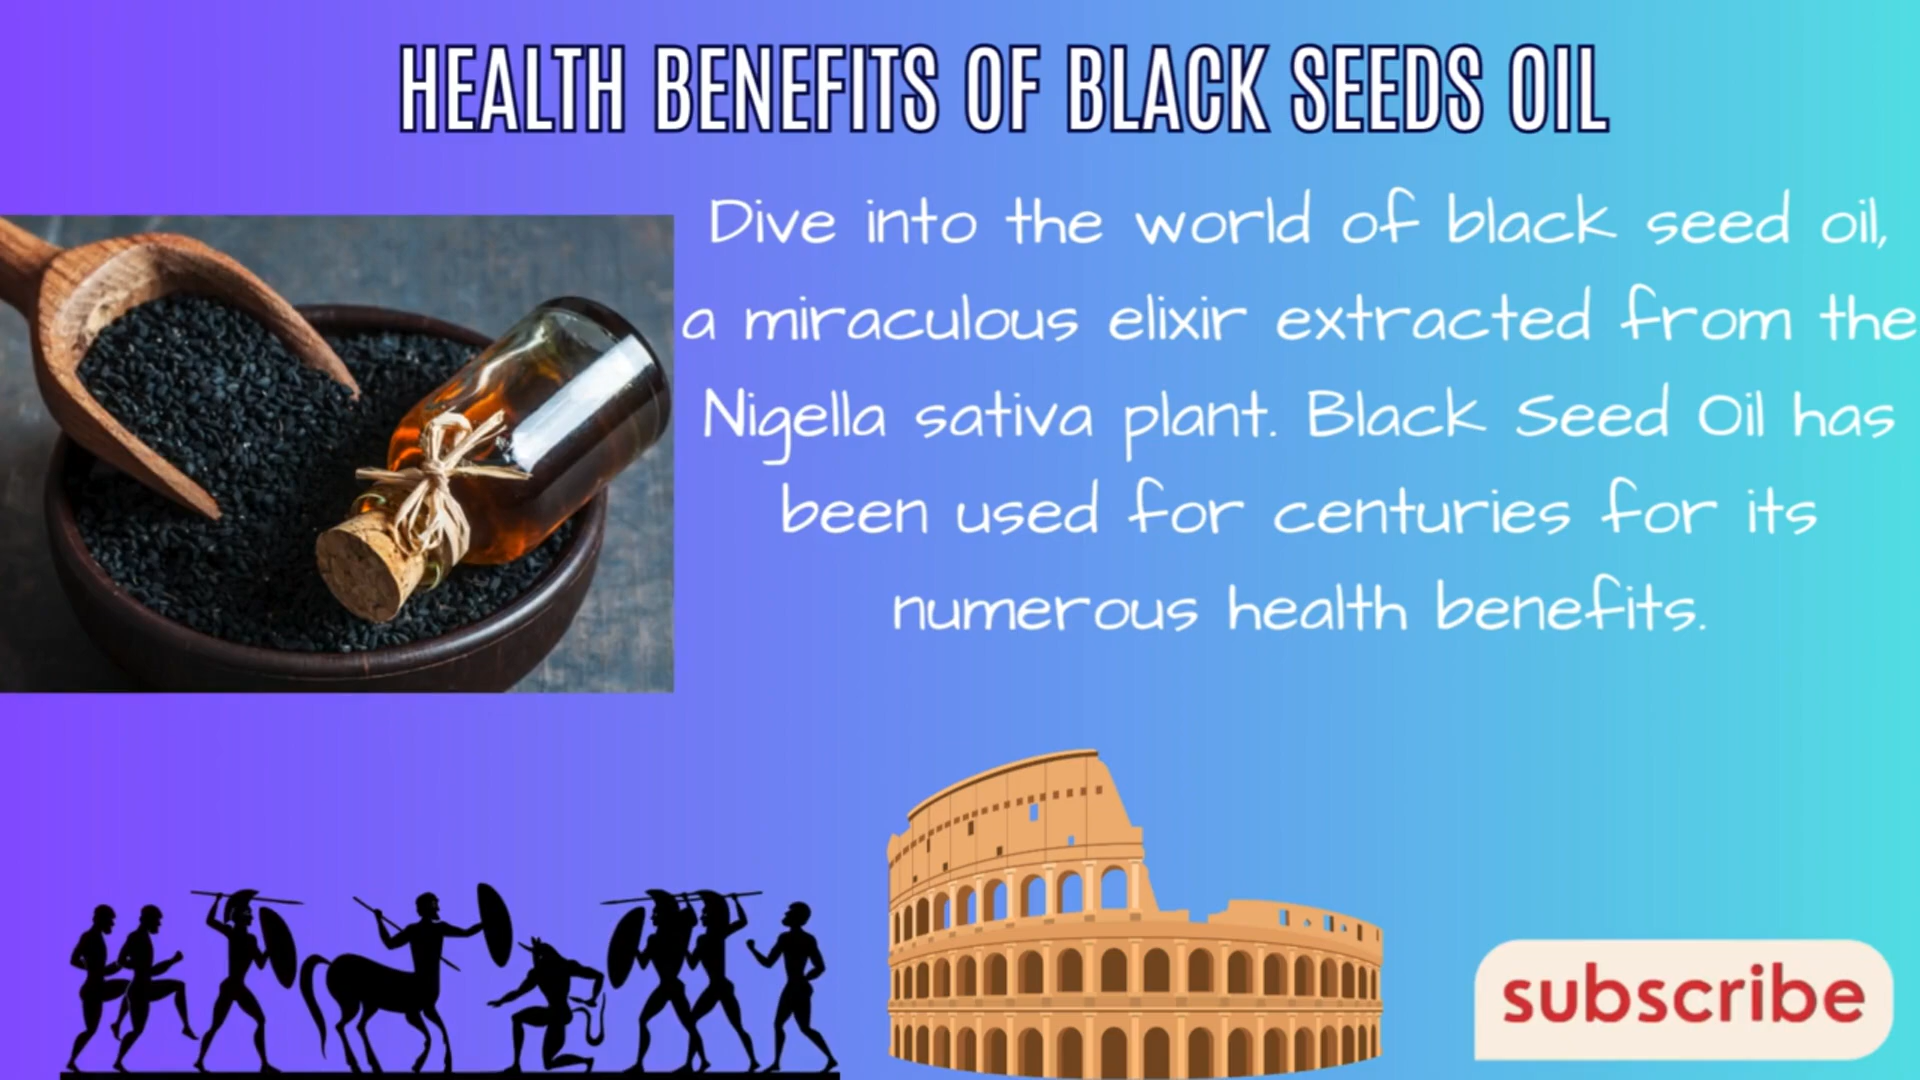 HEALTH BENEFITS OF BLACK SEEDS OIL
Dive into the world of black seed oil,
a miraculous elixir extracted from the
Nigella sativa plant. Black Seed Oil has
been used for centuries for its
numerous health benefits.
subscribe